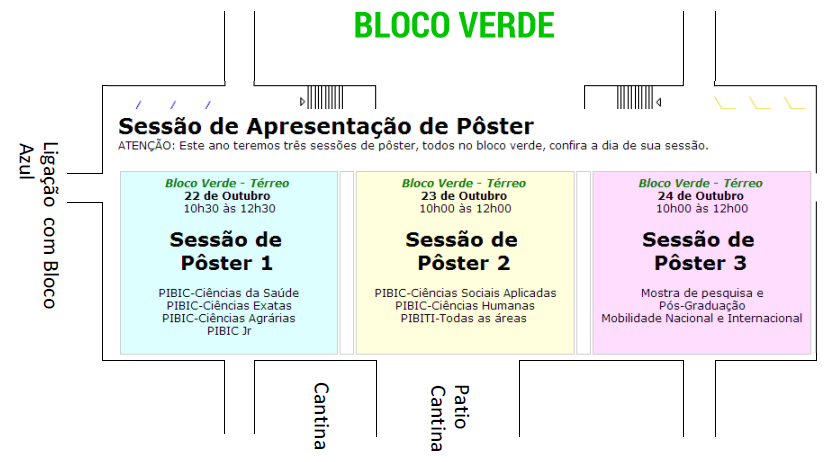 BLOCO VERDE
Sessão de Apresentação de Pôster
ATENÇÃO: Este ano teremos três sessões de pôster, todos no bloco verde, confira a dia de sua sessão.
Ligação com Bloco
Azul
Bloco Verde - Térreo
22 de Outubro
10h30 às 12h30
Sessão de
Pôster 1
PIBIC-Ciências da Saúde
PIBIC-Ciências Exatas
PIBIC-Ciências Agrárias
PIBIC Jr
Bloco Verde - Térreo
23 de Outubro
10h00 às 12h00
Sessão de
Pôster 2
PIBIC-Ciências Sociais Aplicadas
PIBIC-Ciências Humanas
PIBITI-Todas as áreas
Bloco Verde - Térreo
24 de Outubro
10h00 às 12h00
Sessão de
Pôster 3
Mostra de pesquisa e
Pós-Graduação
Mobilidade Nacional e Internacional
Cantina
Patio
Cantina